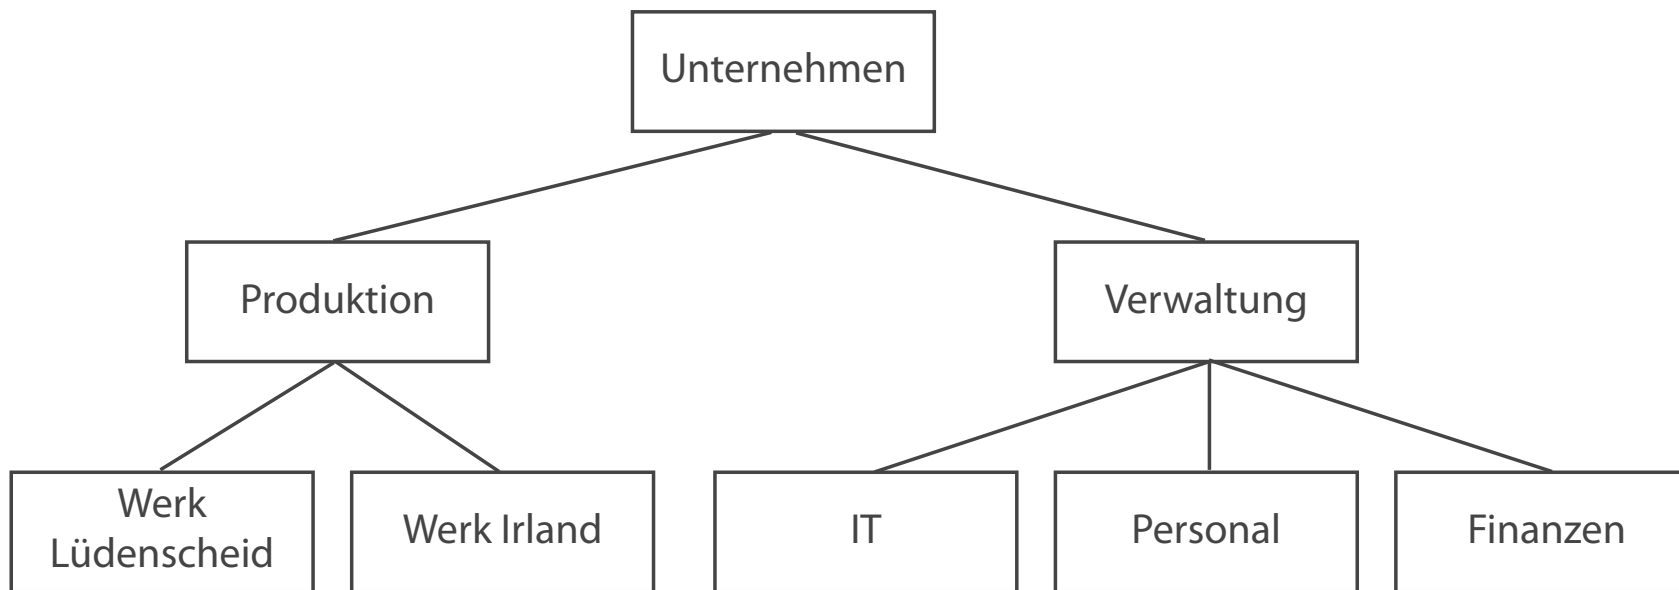 Unternehmen
Produktion
Verwaltung
Werk
Lüdenscheid
Werk Irland
IT
Personal
Finanzen